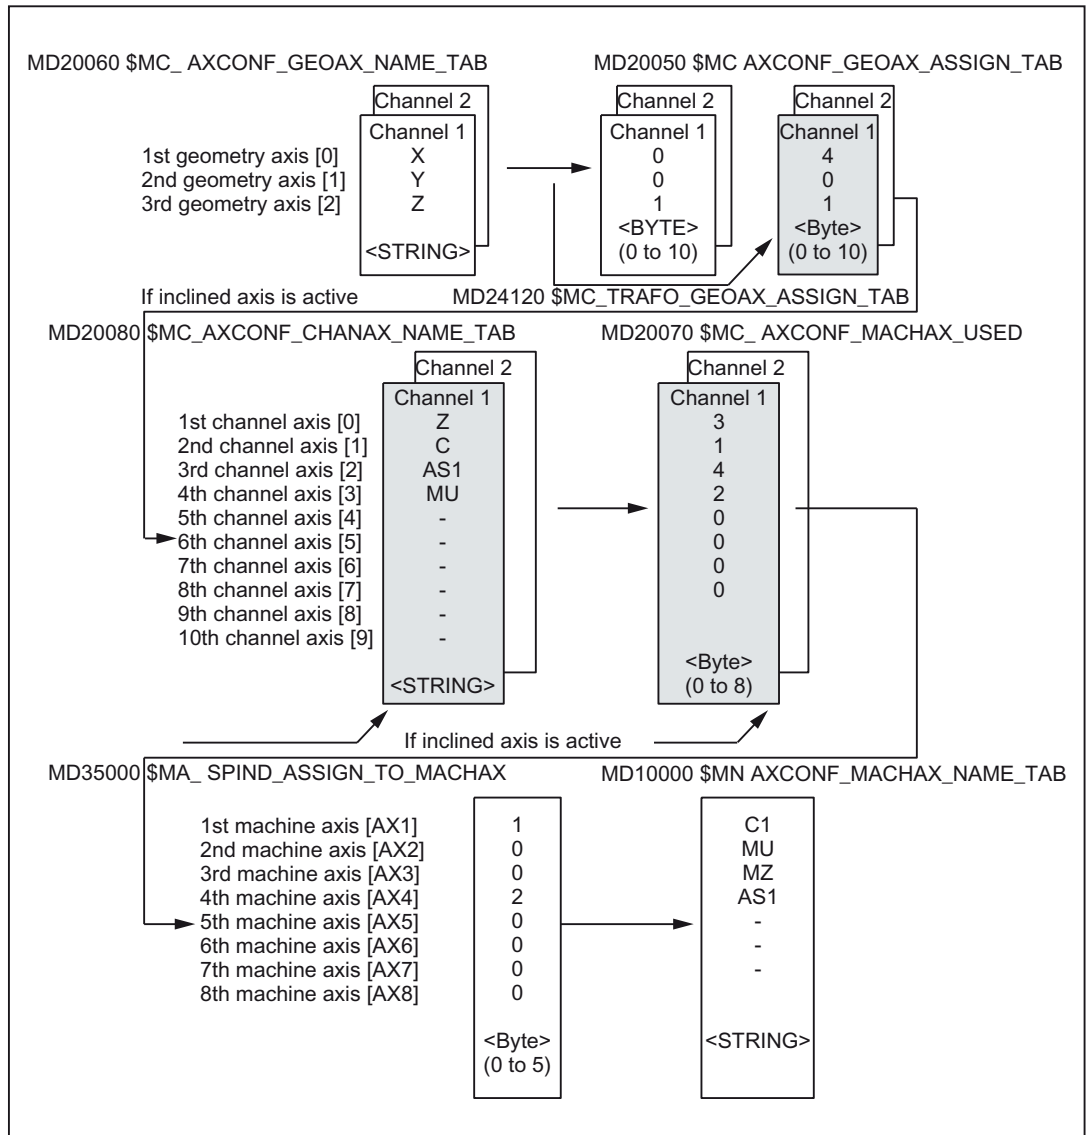 MD20060 $MC_ AXCONF_GEOAX_NAME_TAB
MD20050 $MC AXCONF_GEOAX_ASSIGN_TAB
Channel 2
Channel 1
1st geometry axis [0] X
2nd geometry axis [1] Y
3rd geometry axis [2] Z
<STRING>
Channel 2
Channel 1
0
0
1
<BYTE>
(0 to 10)
Channel 2
Channel 1
4
0
1
<Byte>
(0 to 10)
If inclined axis is active
MD24120 $MC_TRAFO_GEOAX_ASSIGN_TAB
MD20080 $MC_AXCONF_CHANAX_NAME_TAB
MD20070 $MC_ AXCONF_MACHAX_USED
Channel 2
Channel 1
1st channel axis [0] Z
2nd channel axis [1] C
3rd channel axis [2] AS1
4th channel axis [3] MU
5th channel axis [4] -
6th channel axis [5] -
7th channel axis [6] -
8th channel axis [7] -
9th channel axis [8] -
10th channel axis [9] -
<STRING>
Channel 2
Channel 1
3
1
4
2
0
0
0
0
<Byte>
(0 to 8)
If inclined axis is active
MD35000 $MA_ SPIND_ASSIGN_TO_MACHAX
MD10000 $MN AXCONF_MACHAX_NAME_TAB
1st machine axis [AX1] 1 C1
2nd machine axis [AX2] 0 MU
3rd machine axis [AX3] 0 MZ
4th machine axis [AX4] 2 AS1
5th machine axis [AX5] 0 -
6th machine axis [AX6] 0 -
7th machine axis [AX7] 0 -
8th machine axis [AX8] 0
<Byte>
(0 to 5)
<STRING>